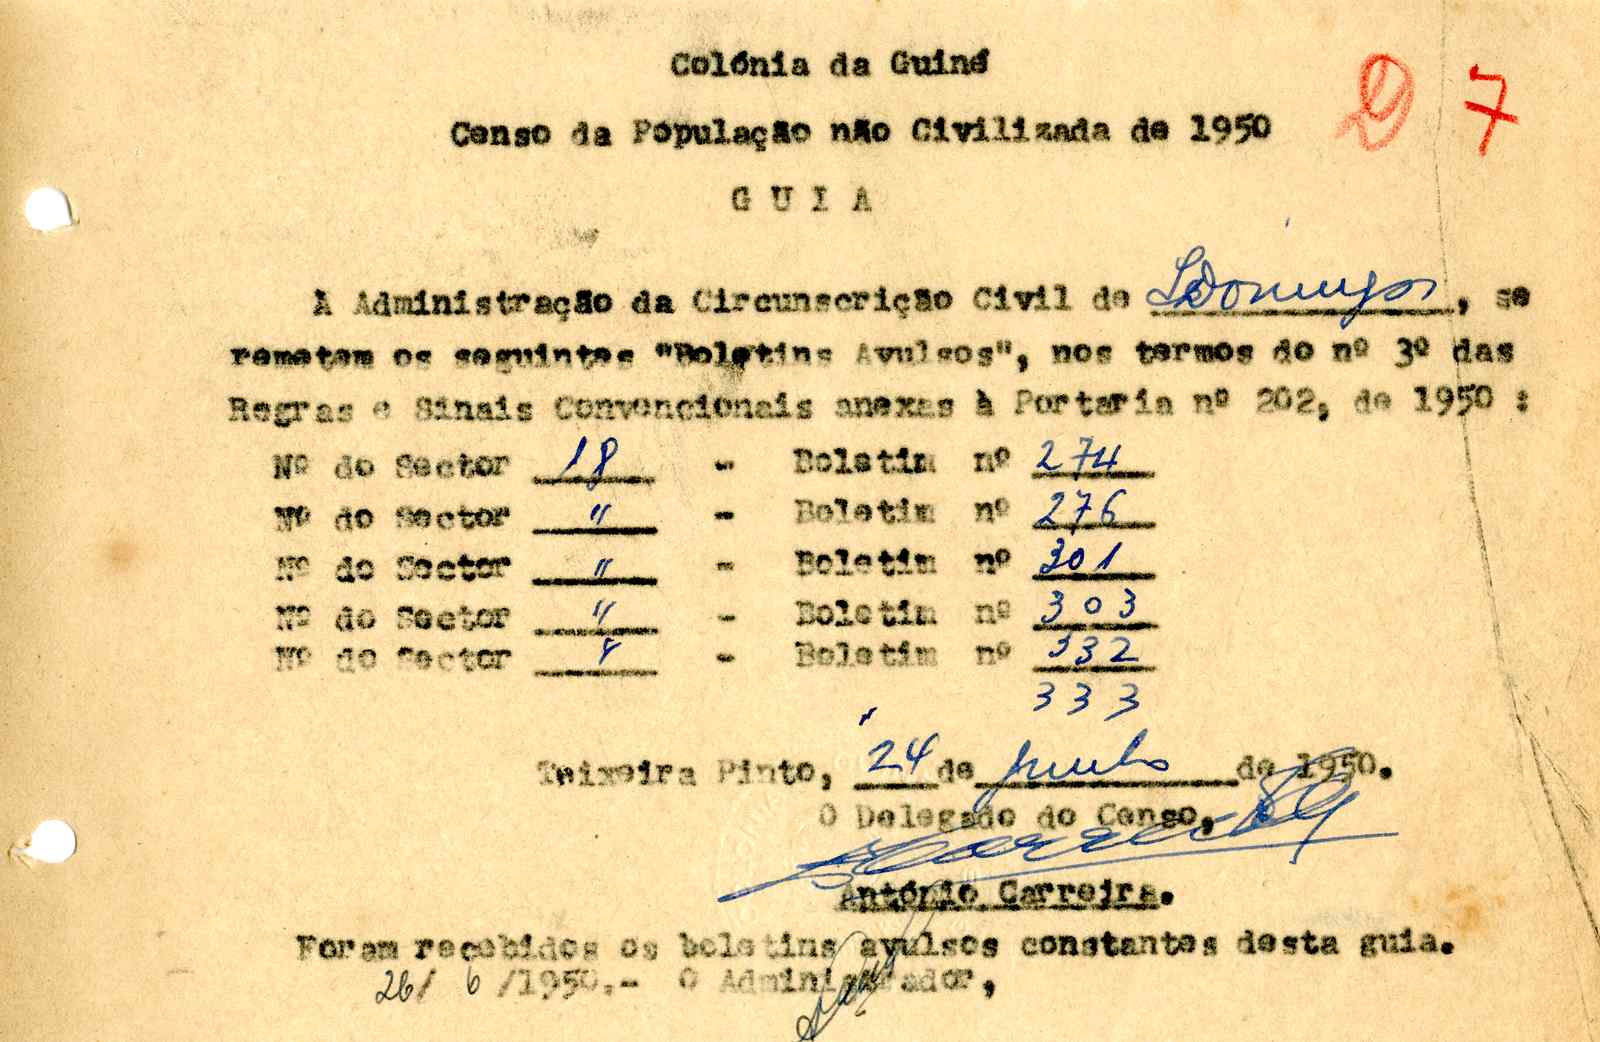 Colónia da Guiné
27
Censo da População não Civilizada de 1950
GUIA
À Administração da Circunscrição Civil de S. Domingos, se
remetem os seguintes "Boletins Avulsos", nos termos do nº 3º das
Regras e Sinais Convencionais anexas à Portaria nº 202, de 1950 :
Nº do Sector 18 - Boletim nº 274
Nº do Sector " - Boletim nº 276
Nº do Sector " - Boletim nº 301
Nº do Sector " - Boletim nº 303
Nº do Sector " - Boletim nº 332
333
Teixeira Pinto, 24 de Junho de 1950.
O Delegado do Censo,
António Carreira.
Foram recebidos os boletins avulsos constantes desta guia.
26/ 6 /1950.- O Administrador,